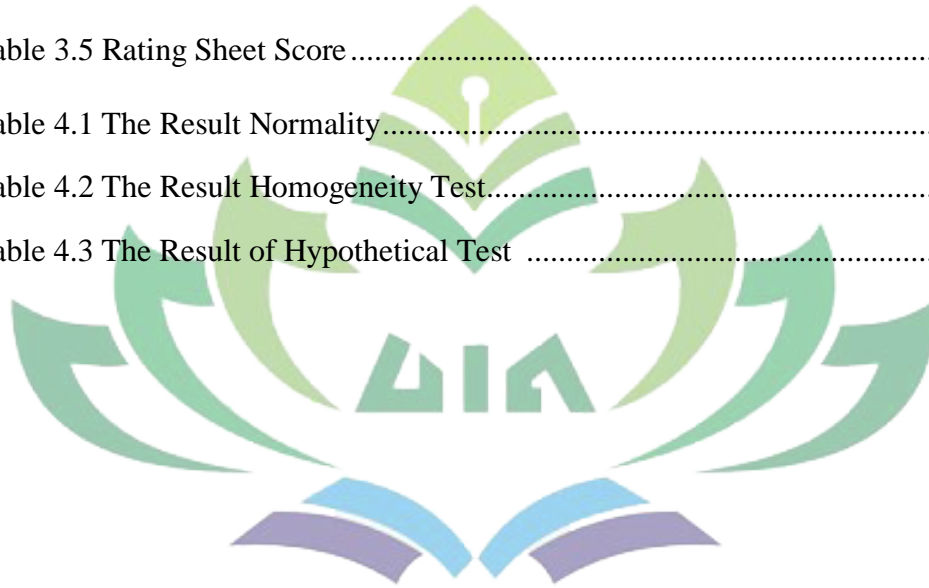 able 3.5 Rating Sheet Score ..............................................................................
able 4.1 The Result Normality..........................................................................
able 4.2 The Result Homogeneity Test............................................................
able 4.3 The Result of Hypothetical Test .......................................................
UIN